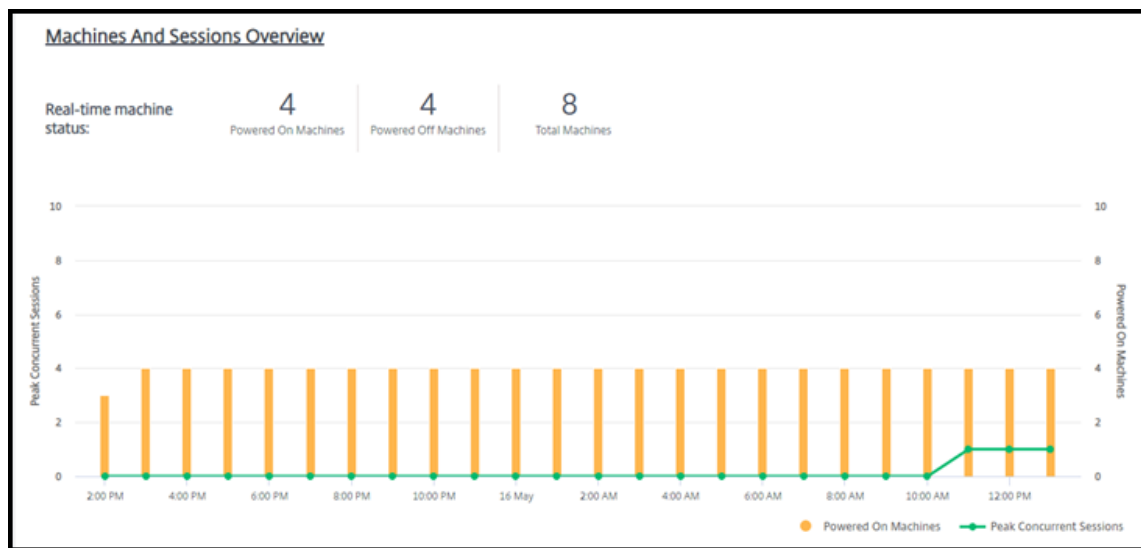 Machines And Sessions Overview
Real-time machine
status:
4
Powered On Machines
4
Powered Off Machines
8
Total Machines
Peak Concurrent Sessions
10
8
6
4
2
0
10
8
6
4
2
0
Powered On Machines
2:00 PM 4:00 PM 6:00 PM 8:00 PM 10:00 PM 16 May 2:00 AM 4:00 AM 6:00 AM 8:00 AM 10:00 AM 12:00 PM
Powered On Machines Peak Concurrent Sessions